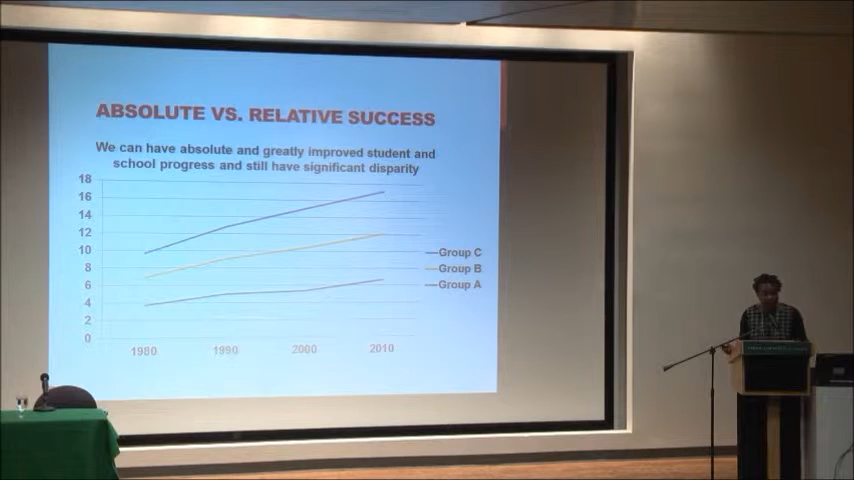 ABSOLUTE VS. RELATIVE SUCCESS
We can have absolute and greatly improved student and
school progress and still have significant disparity
18
16
14
12
10
8
6
4
2
0
1980 1990 2000 2010
Group C
Group B
Group A